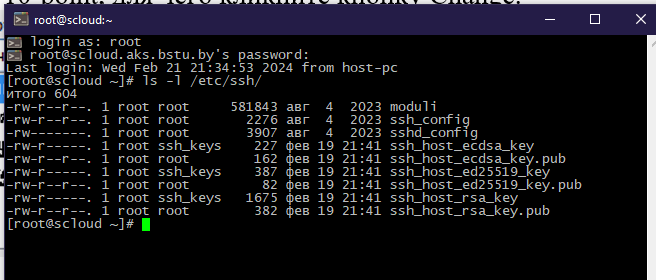 root@scloud:~
login as: root
root@scloud.aks.bstu.by's password:
Last login: Wed Feb 21 21:34:53 2024 from host-pc
[root@scloud ~]# ls -l /etc/ssh/
итого 604
-rw-r--r--. 1 root root     581843 авг  4  2023 moduli
-rw-r--r--. 1 root root       2276 авг  4  2023 ssh_config
-rw-------. 1 root root       3907 авг  4  2023 sshd_config
-rw-r-----. 1 root ssh_keys    227 фев 19 21:41 ssh_host_ecdsa_key
-rw-r--r--. 1 root root        162 фев 19 21:41 ssh_host_ecdsa_key.pub
-rw-r-----. 1 root ssh_keys    387 фев 19 21:41 ssh_host_ed25519_key
-rw-r--r--. 1 root root         82 фев 19 21:41 ssh_host_ed25519_key.pub
-rw-r-----. 1 root ssh_keys   1675 фев 19 21:41 ssh_host_rsa_key
-rw-r--r--. 1 root root        382 фев 19 21:41 ssh_host_rsa_key.pub
[root@scloud ~]#